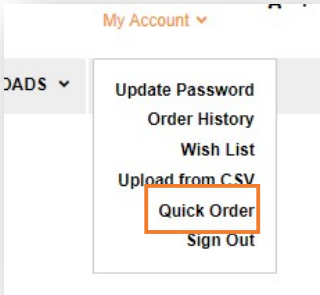 My Account
OADS
Update Password
Order History
Wish List
Upload from CSV
Quick Order
Sign Out